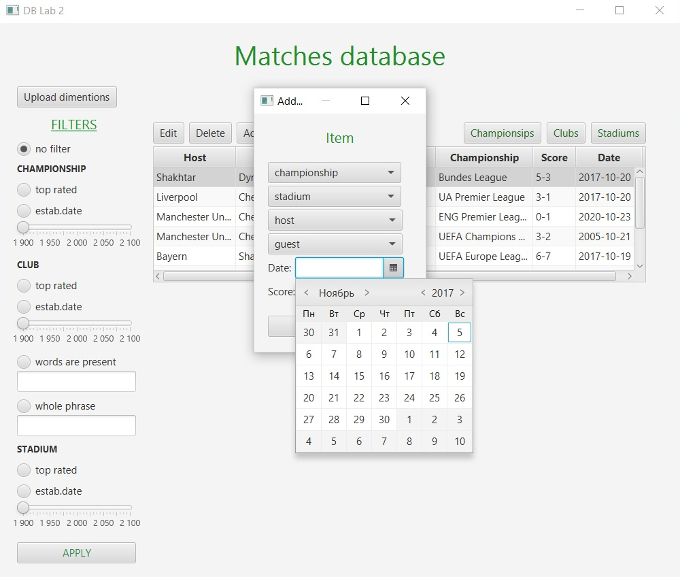 DB Lab 2
Matches database
Upload dimentions
FILTERS
no filter
CHAMPIONSHIP
top rated
estab.date
1 900 1 950 2 000 2 050 2 100
CLUB
top rated
estab.date
1 900 1 950 2 000 2 050 2 100
words are present
whole phrase
STADIUM
top rated
estab.date
1 900 1 950 2 000 2 050 2 100
APPLY
Edit Delete Championsips Clubs Stadiums
Host Championship Score Date
Shakhtar Bundes League 5-3 2017-10-20
Liverpool UA Premier League 3-1 2017-10-20
Manchester Un... ENG Premier Leag... 0-1 2020-10-23
Manchester Un... UEFA Champions ... 3-2 2005-10-21
Bayern UEFA Europe Leag... 6-7 2017-10-19
Add...
Item
championship
stadium
host
guest
Date:
Score:
Ноябрь 2017
Пн Вт Ср Чт Пт Сб Вс
30 31 1 2 3 4 5
6 7 8 9 10 11 12
13 14 15 16 17 18 19
20 21 22 23 24 25 26
27 28 29 30 1 2 3
4 5 6 7 8 9 10